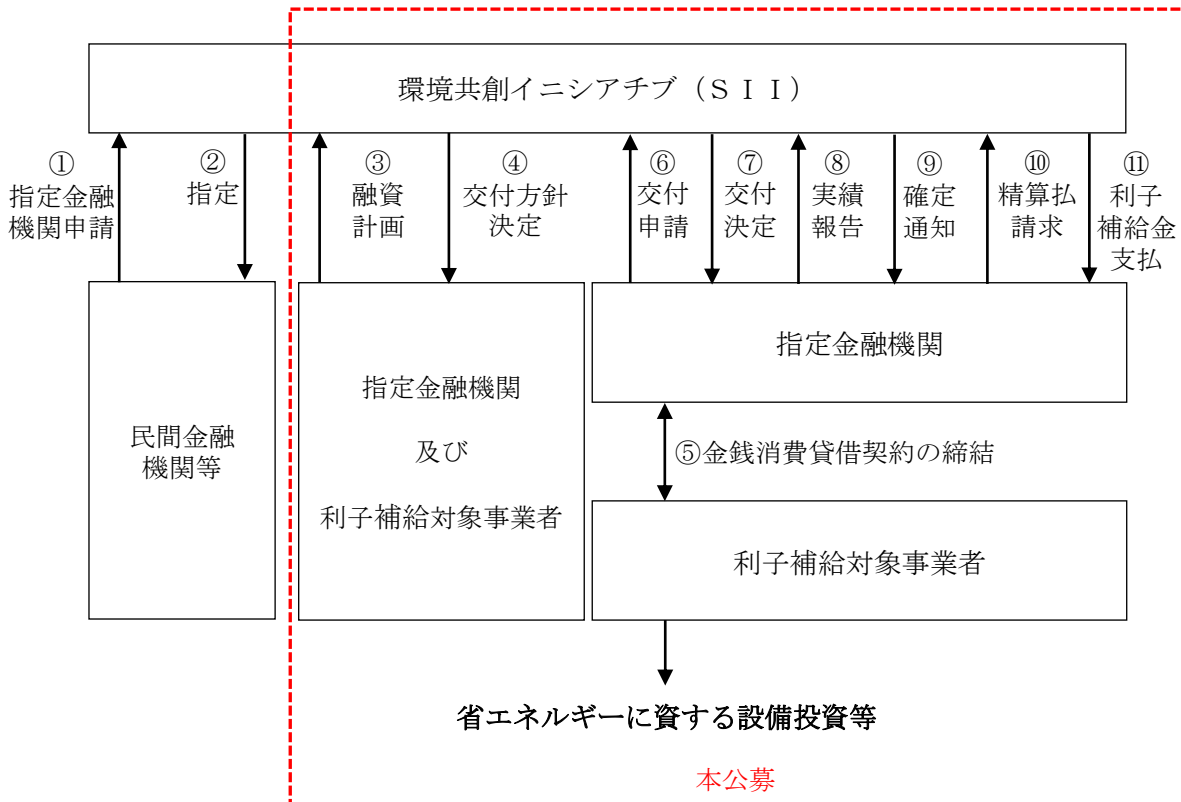 環境共創イニシアチブ（ＳＩＩ）
①
指定金融
機関申請
②
指定
③
融資
計画
④
交付方針
決定
⑥
交付
申請
⑦
交付
決定
⑧
実績
報告
⑨
確定
通知
⑩
精算払
請求
⑪
利子
補給金
支払
民間金融
機関等
指定金融機関
及び
利子補給対象事業者
指定金融機関
⑤金銭消費貸借契約の締結
利子補給対象事業者
省エネルギーに資する設備投資等
本公募